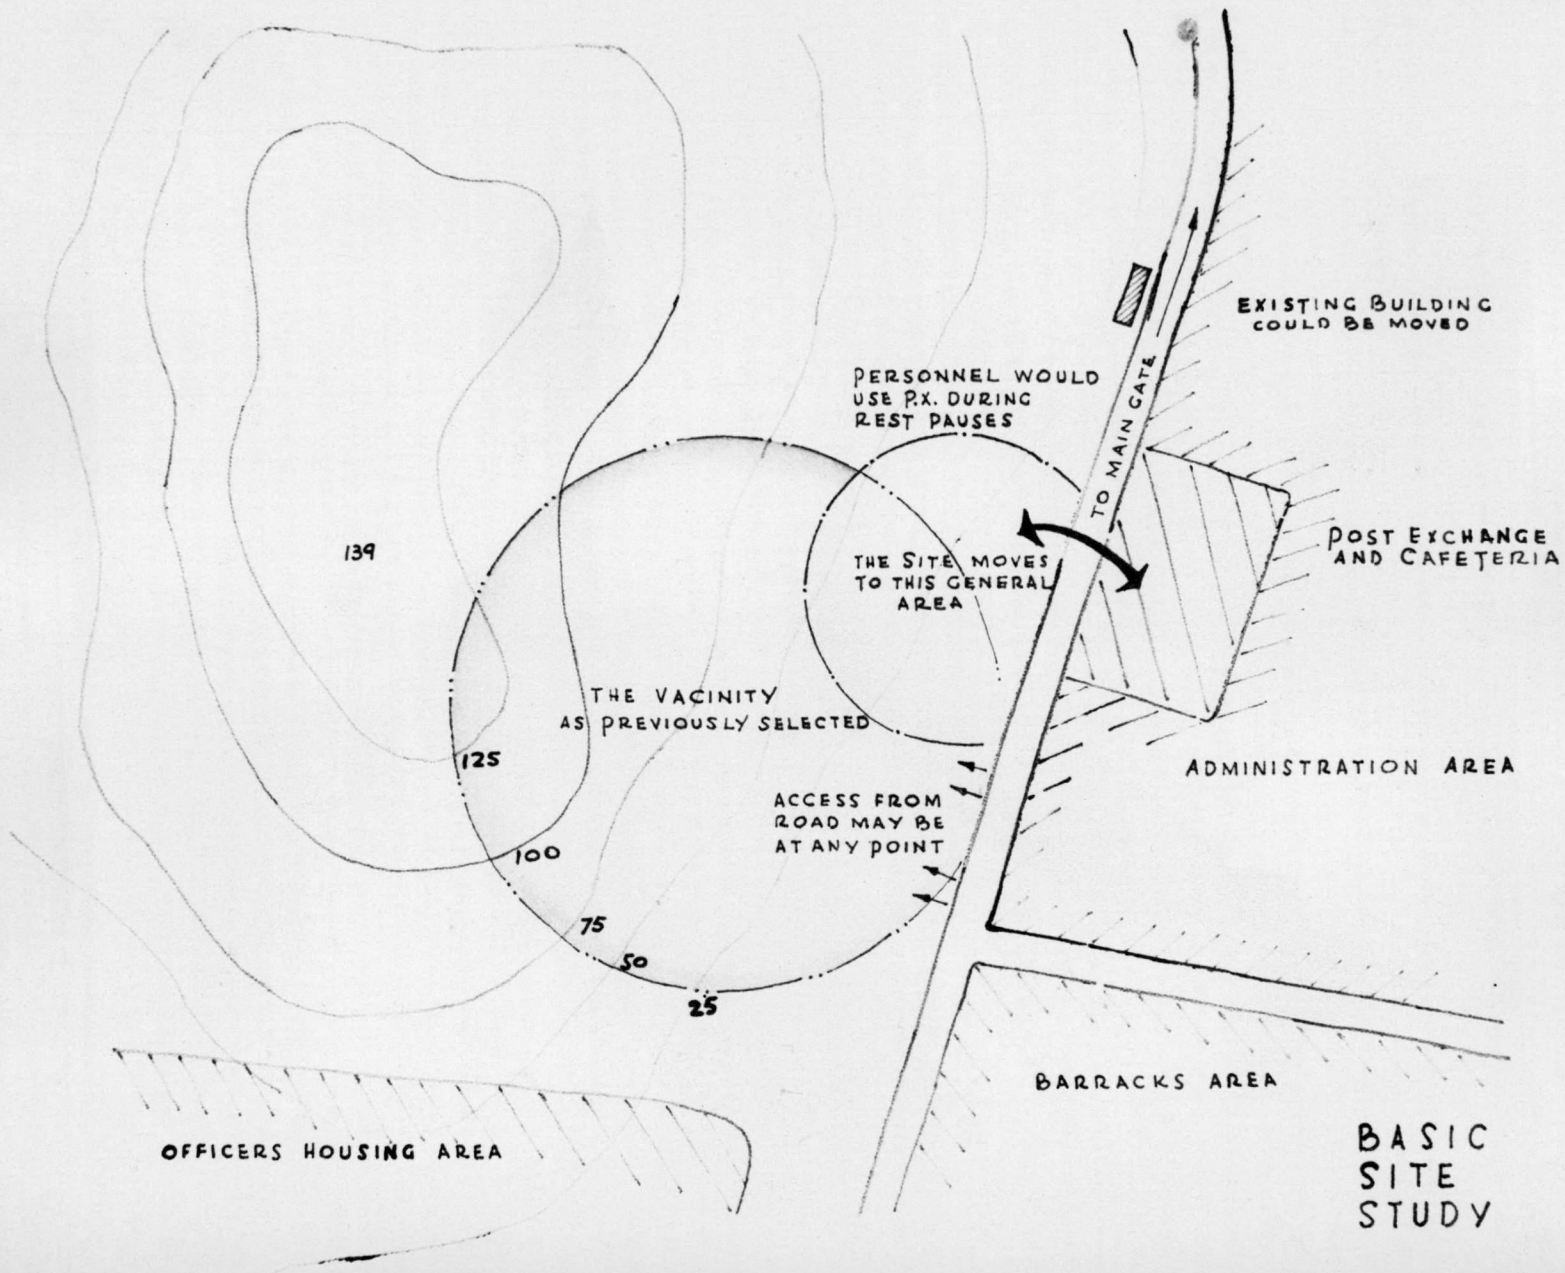 EXISTING BUILDING
COULD BE MOVED
PERSONNEL WOULD
USE P.X. DURING
REST PAUSES
TO MAIN GATE
139
POST EXCHANGE
AND CAFETERIA
THE SITE MOVES
TO THIS GENERAL
AREA
THE VACINITY
AS PREVIOUSLY SELECTED
125
ADMINISTRATION AREA
ACCESS FROM
ROAD MAY BE
AT ANY POINT
100
75
50
25
BARRACKS AREA
OFFICERS HOUSING AREA
BASIC
SITE
STUDY